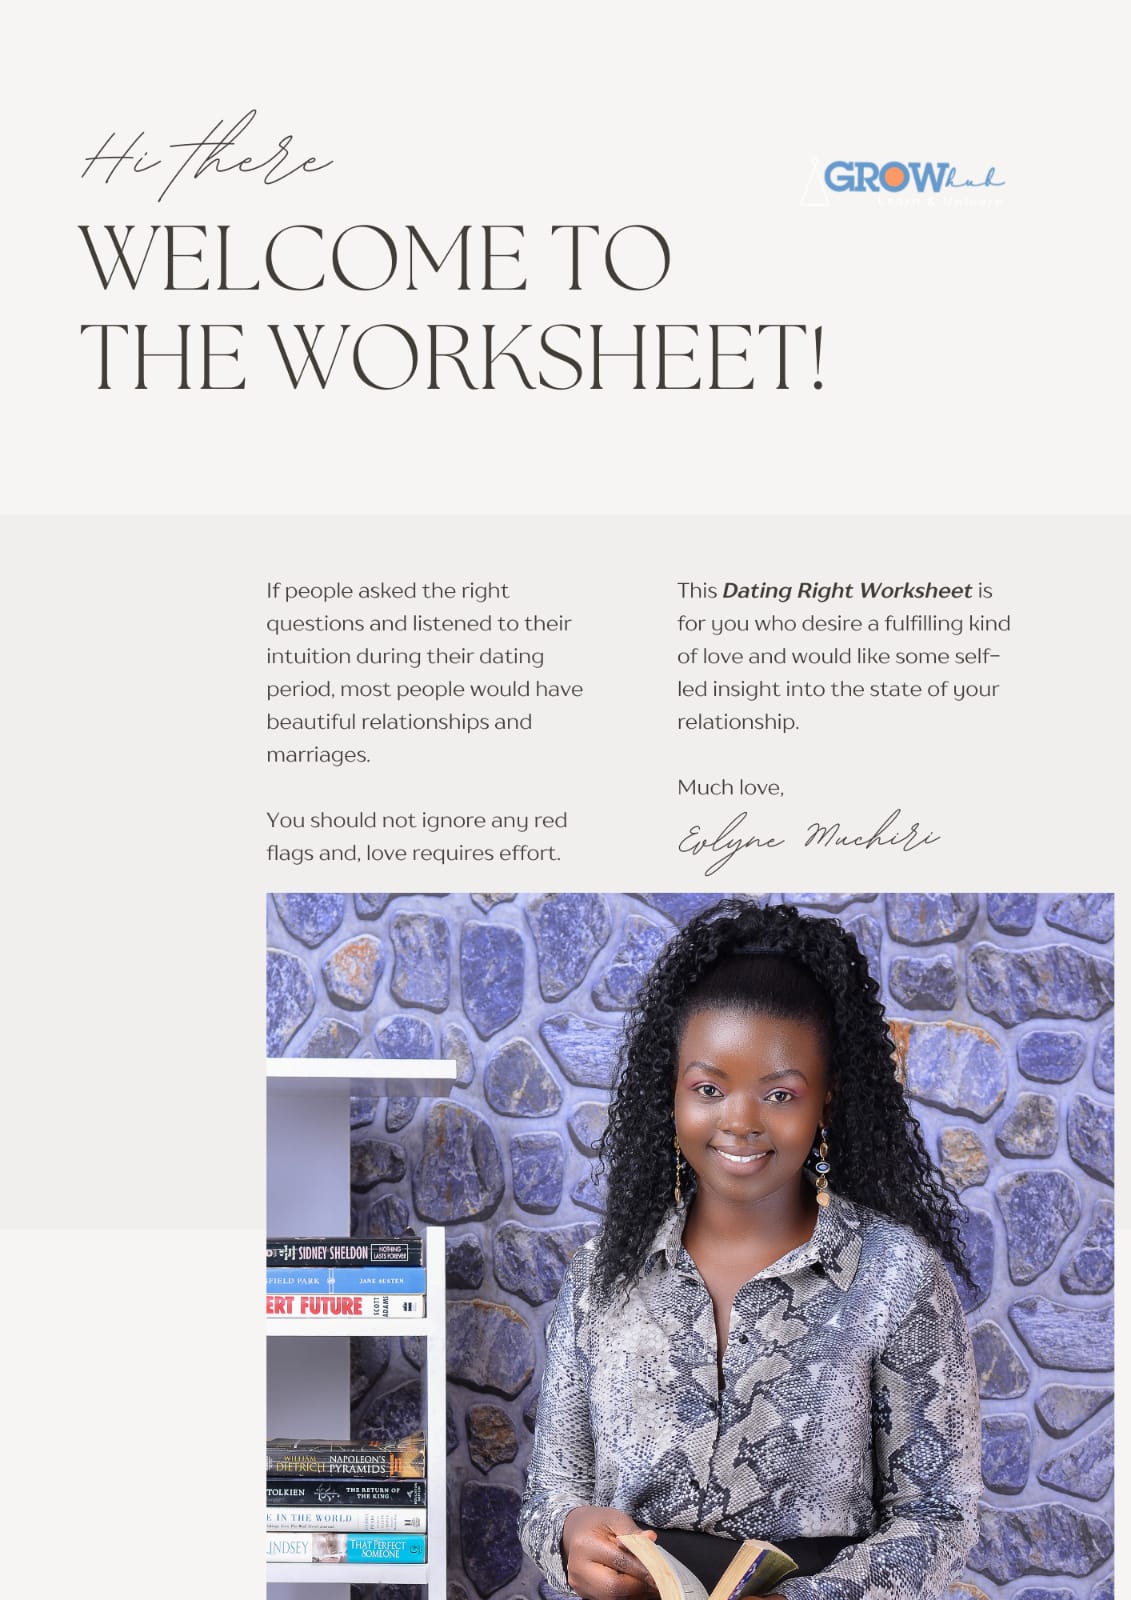 Hi there
GROWhub
Learn & Unlearn
WELCOME TO
THE WORKSHEET!
If people asked the right
questions and listened to their
intuition during their dating
period, most people would have
beautiful relationships and
marriages.
You should not ignore any red
flags and, love requires effort.
This Dating Right Worksheet is
for you who desire a fulfilling kind
of love and would like some self-
led insight into the state of your
relationship.
Much love,
Evlyne Muchiri
SIDNEY SHELDON NOTHING
LASTS FOREVER
SFIELD PARK JANE AUSTEN
ERT FUTURE SCOTT
ADAMS
WILLIAM
DIETRICH NAPOLEON'S
PYRAMIDS
TOLKIEN THE RETURN OF
THE KING
E IN THE WORLD
LINDSEY THAT PERFECT
SOMEONE